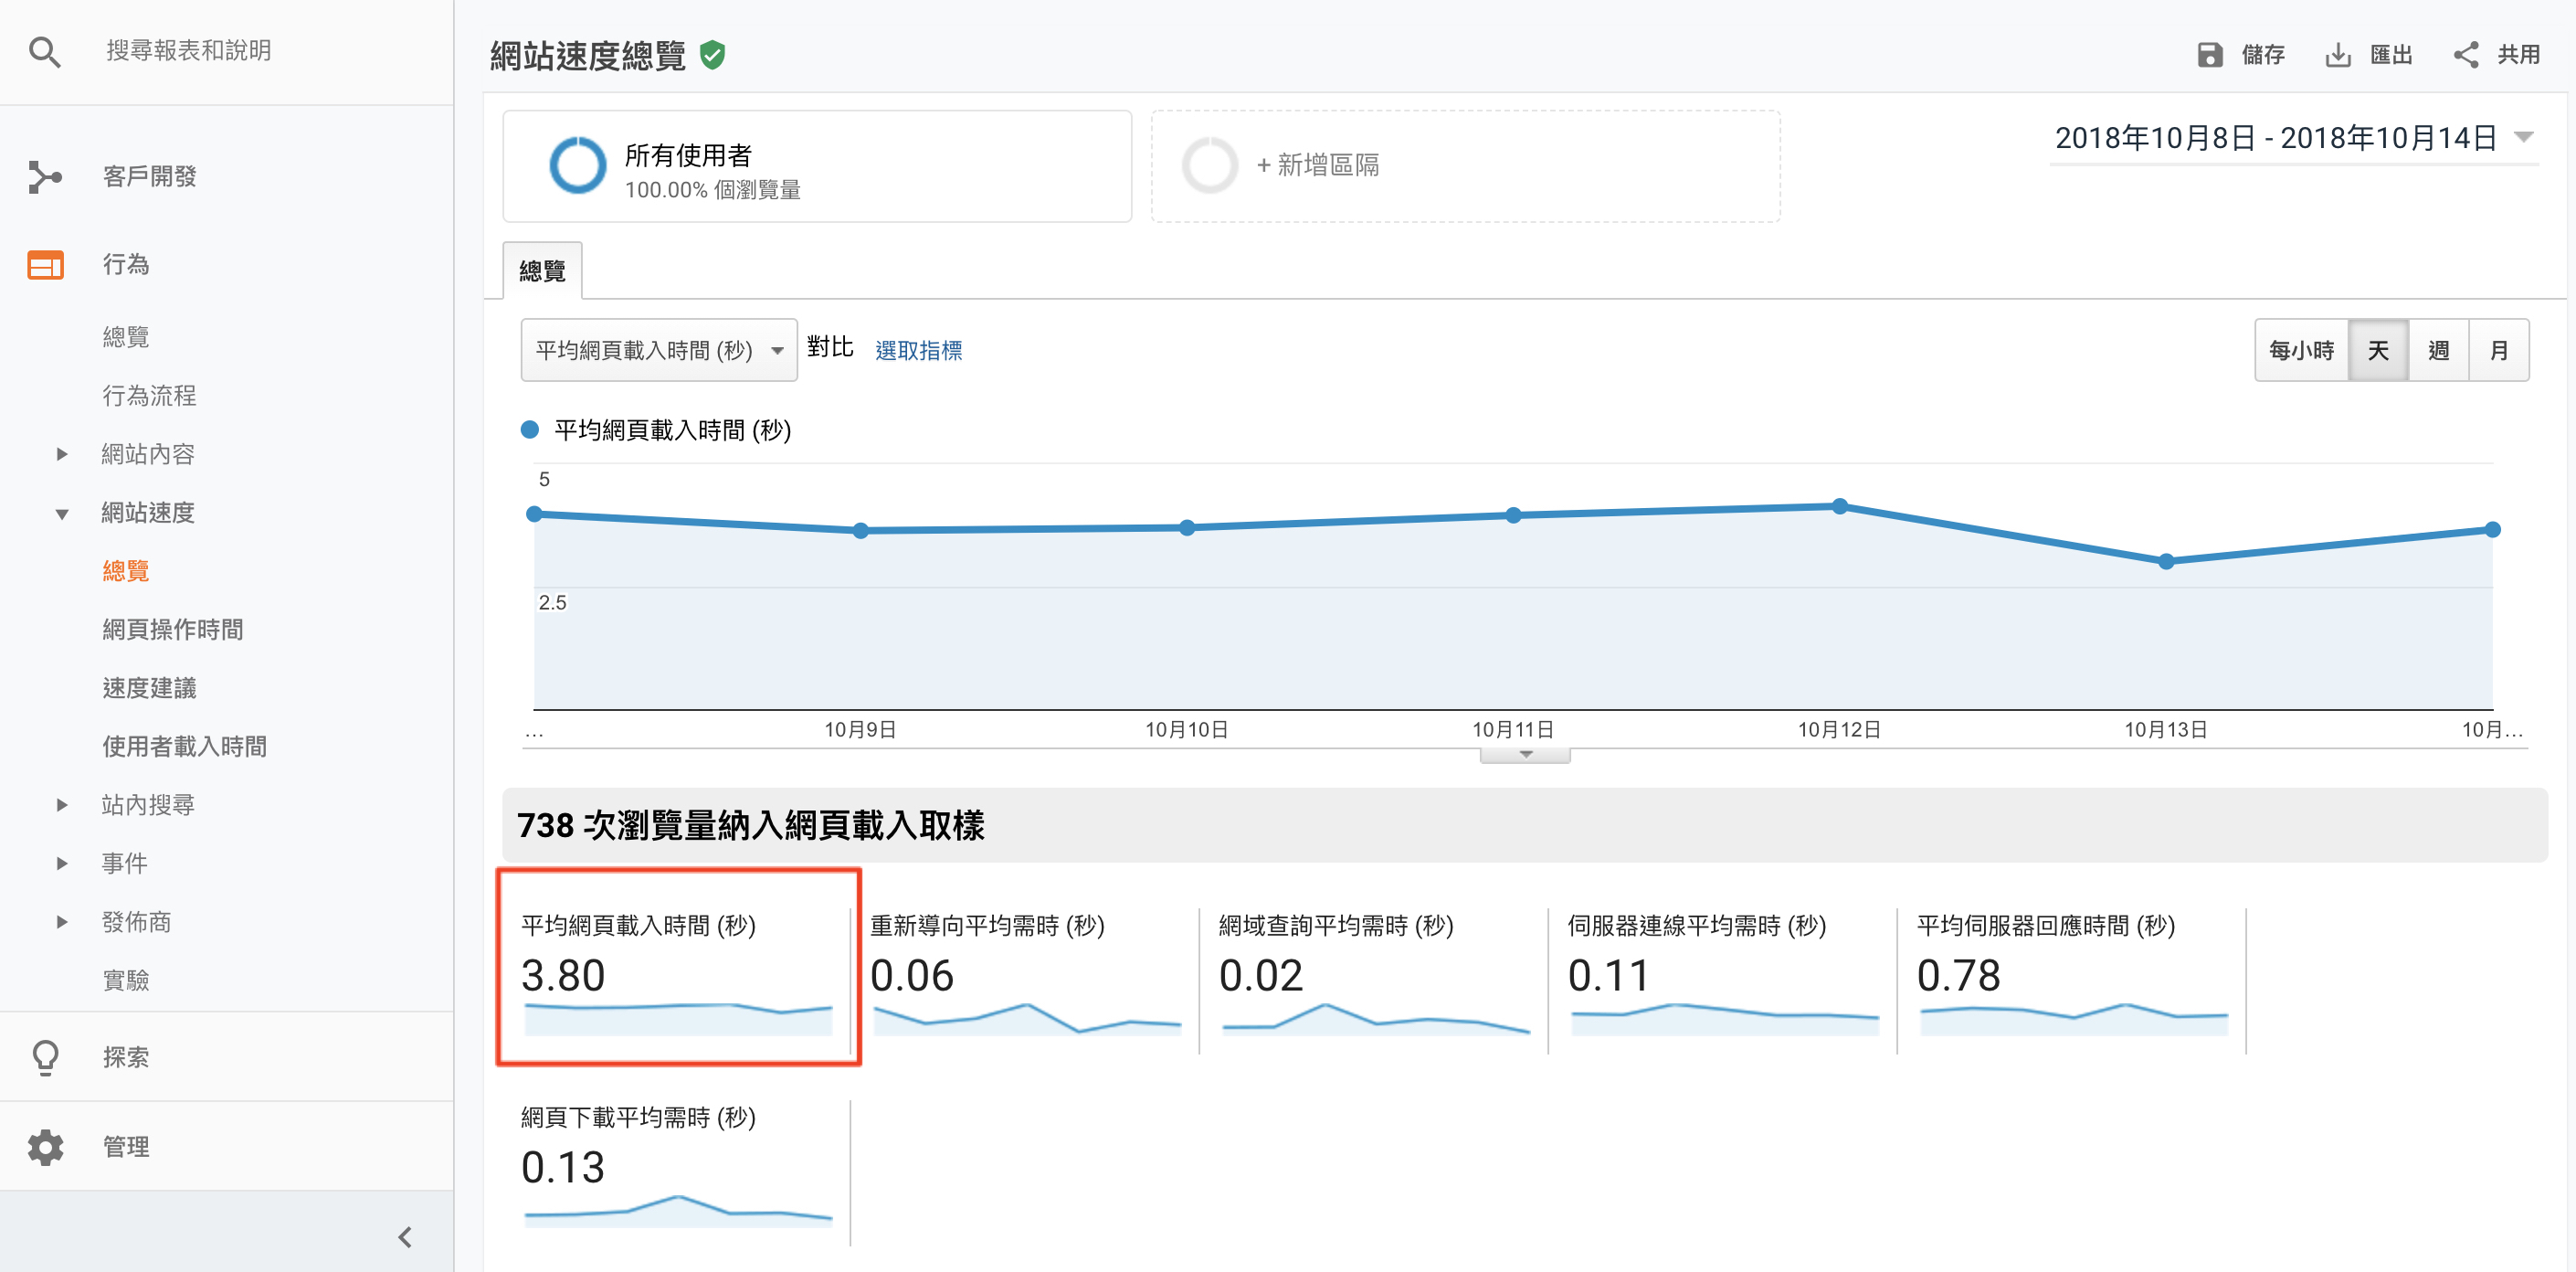 搜尋報表和說明
客戶開發
行為
總覽
行為流程
網站內容
網站速度
總覽
網頁操作時間
速度建議
使用者載入時間
站內搜尋
事件
發佈商
實驗
探索
管理
網站速度總覽
儲存
匯出
共用
所有使用者
100.00% 個瀏覽量
+ 新增區隔
2018年10月8日 - 2018年10月14日
總覽
平均網頁載入時間 (秒)
對比
選取指標
每小時
天
週
月
平均網頁載入時間 (秒)
5
2.5
...
10月9日
10月10日
10月11日
10月12日
10月13日
10月...
738 次瀏覽量納入網頁載入取樣
平均網頁載入時間 (秒)
3.80
重新導向平均需時 (秒)
0.06
網域查詢平均需時 (秒)
0.02
伺服器連線平均需時 (秒)
0.11
平均伺服器回應時間 (秒)
0.78
網頁下載平均需時 (秒)
0.13